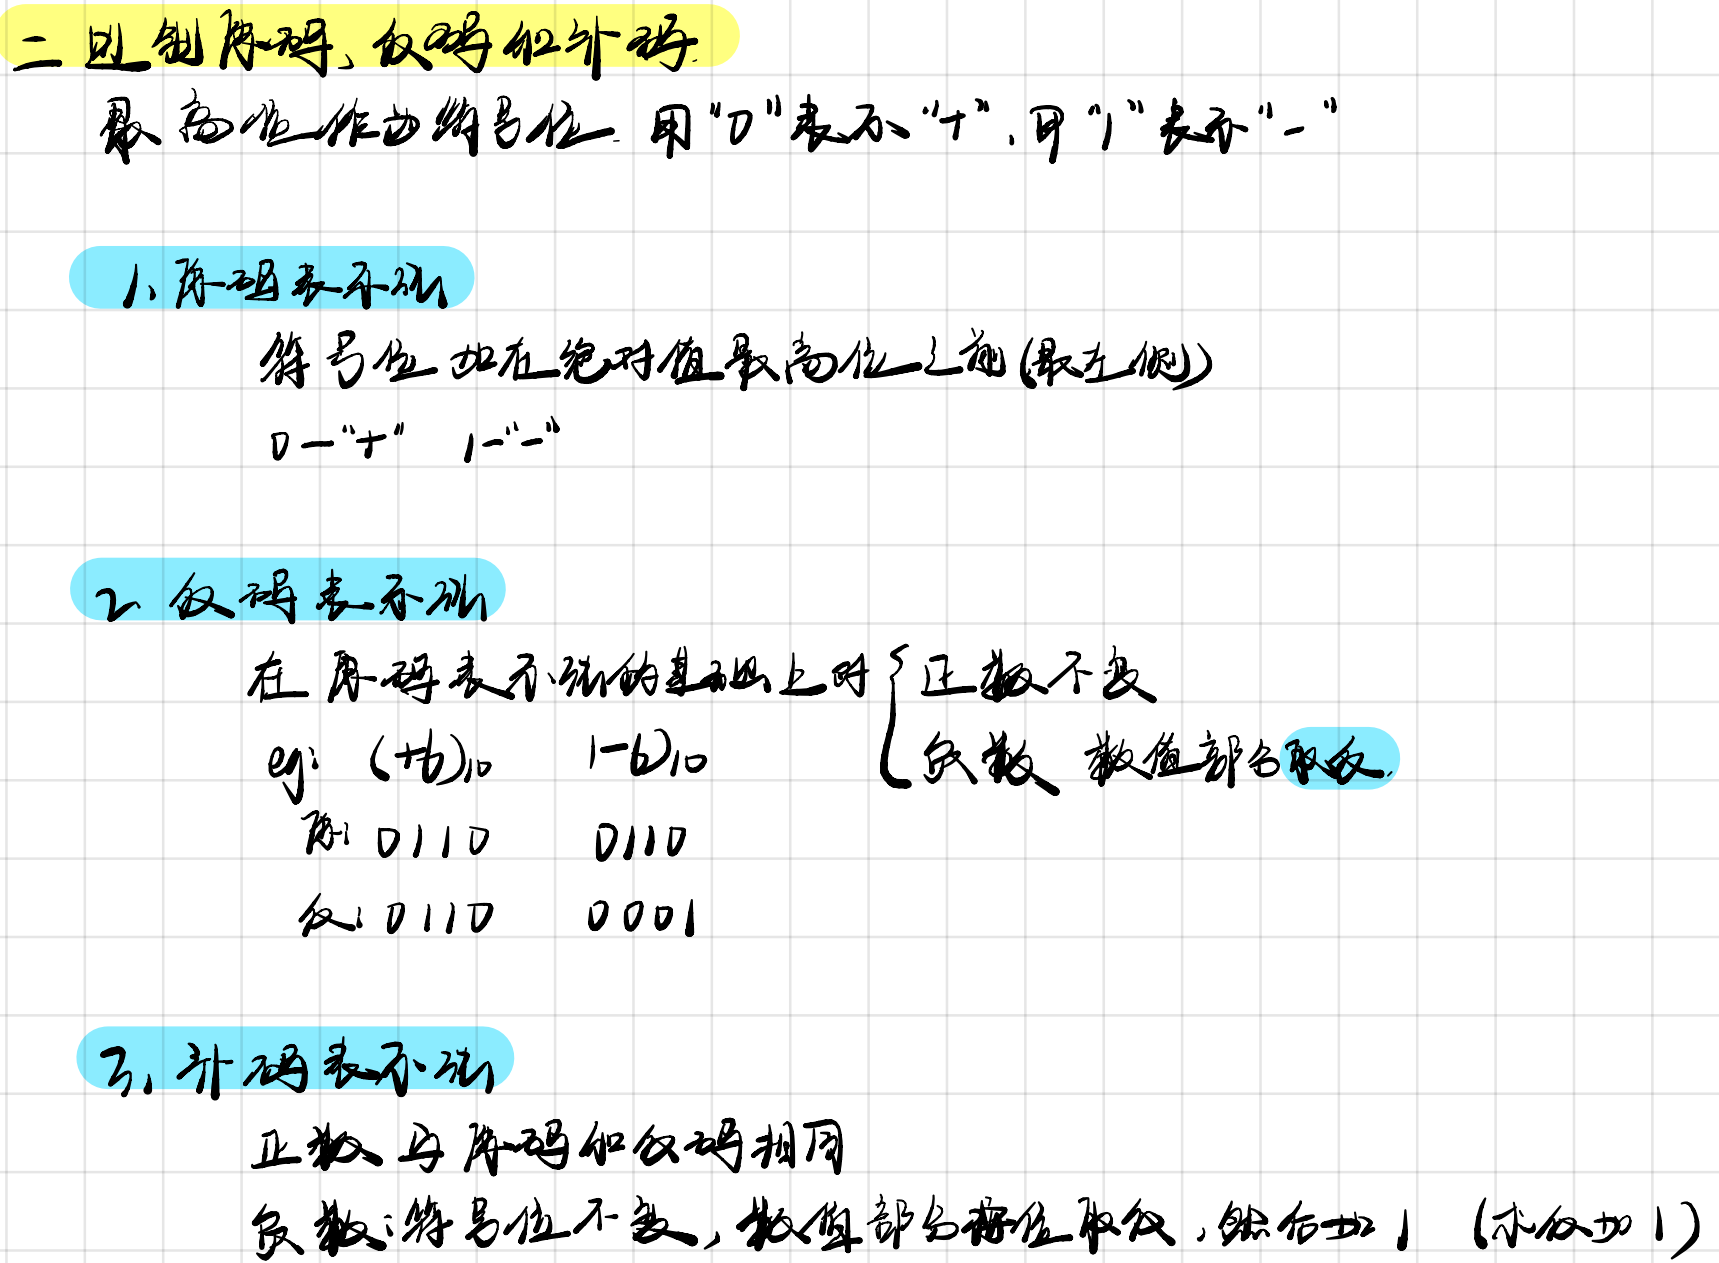 二进制原码、反码和补码.
最高位作为符号位. 用"0"表示"+", 用"1"表示"-"
1、原码表示法
符号位加在绝对值最高位之前(最左侧)
0-"+" 1-"-"
2 反码表示法
在原码表示法的基础上对 { 正数不变
负数 数值部分取反.
eg: (+6)10 (-6)10
原: 0110 0110
反: 0110 0001
3、补码表示法
正数与原码和反码相同
负数:符号位不变,数值部分按位取反,然后加1 (求反加1)